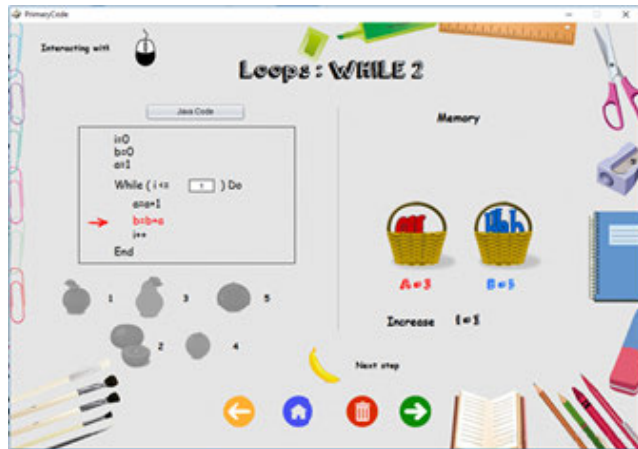 PrimaryCode
Interacting with
Loops : WHILE 2
Java Code
Memory
i=0
b=0
a=1
While ( i <= 1 ) Do
a=a+1
b=b+a
i++
End
A = 3
B = 5
1
3
5
Increase
2
4
Next step